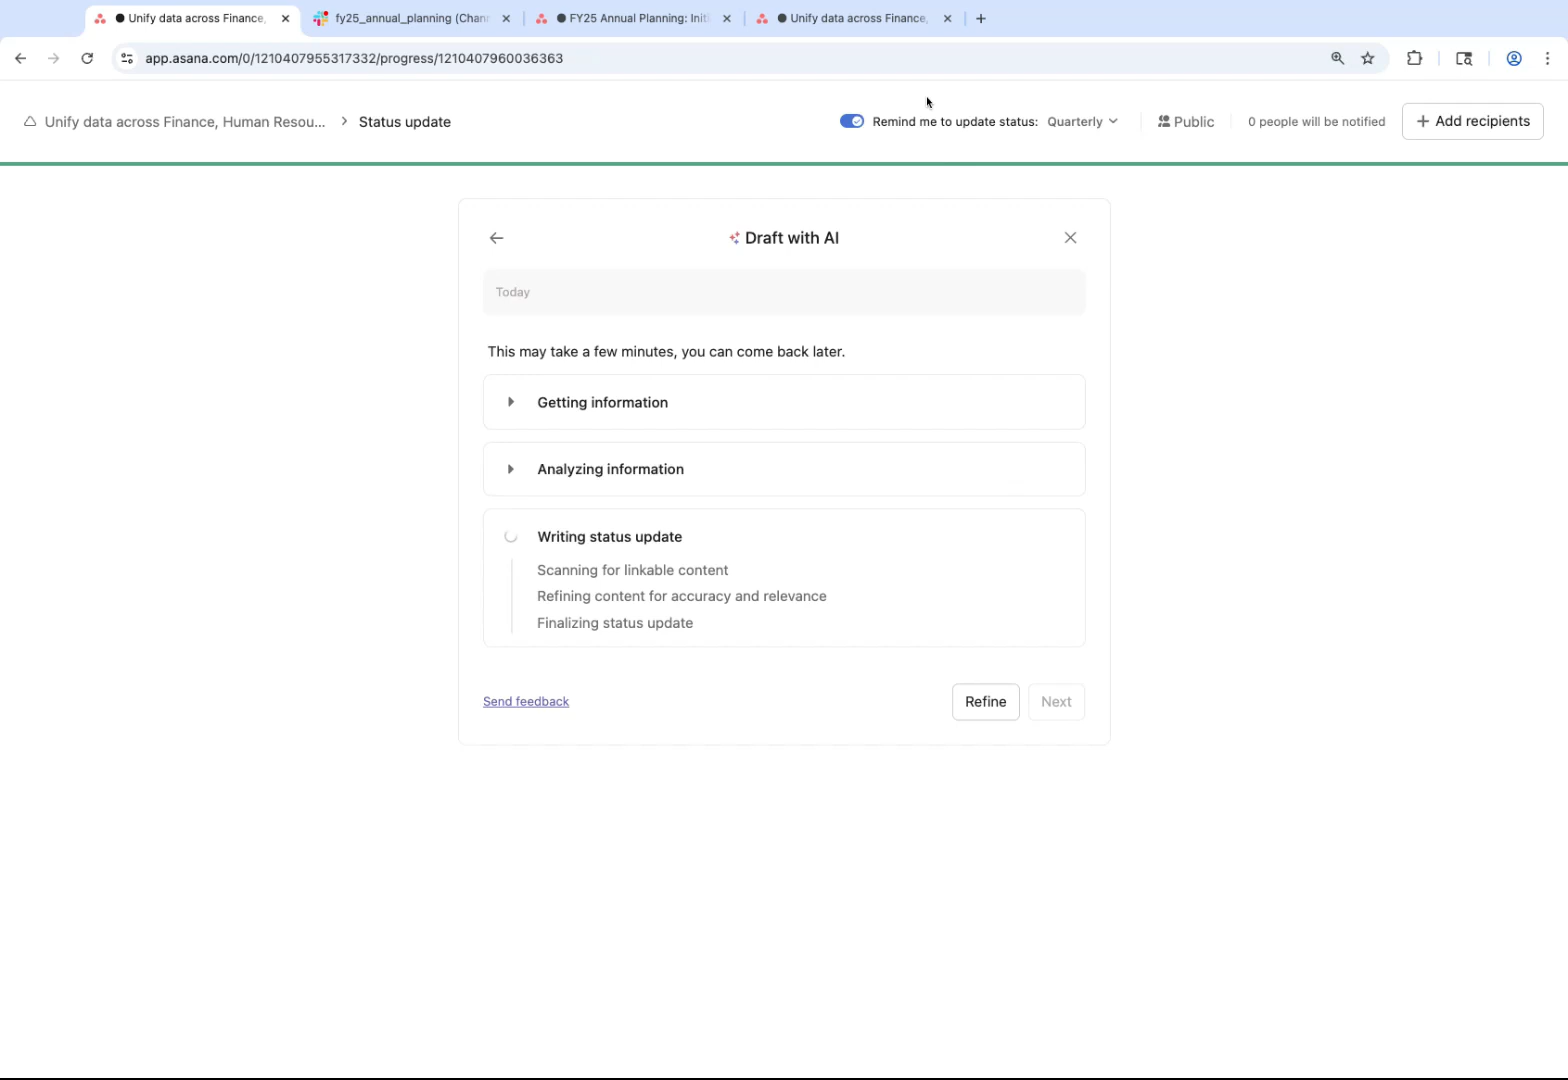 Unify data across Finance,
fy25_annual_planning (Chann
FY25 Annual Planning: Initi
Unify data across Finance,
app.asana.com/0/1210407955317332/progress/1210407960036363
Unify data across Finance, Human Resou... > Status update
Remind me to update status: Quarterly
Public
0 people will be notified
+ Add recipients
Draft with AI
Today
This may take a few minutes, you can come back later.
Getting information
Analyzing information
Writing status update
Scanning for linkable content
Refining content for accuracy and relevance
Finalizing status update
Send feedback
Refine
Next